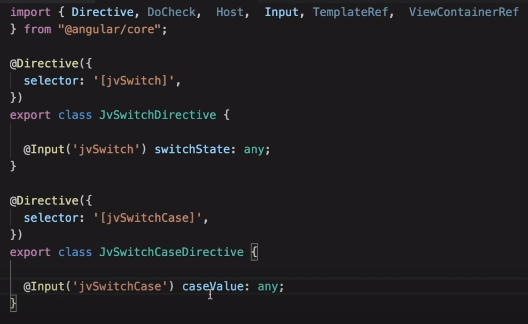 import { Directive, DoCheck, Host, Input, TemplateRef, ViewContainerRef
} from "@angular/core";
@Directive({
selector: '[jvSwitch]',
})
export class JvSwitchDirective {
@Input('jvSwitch') switchState: any;
}
@Directive({
selector: '[jvSwitchCase]',
})
export class JvSwitchCaseDirective {
@Input('jvSwitchCase') caseValue: any;
}